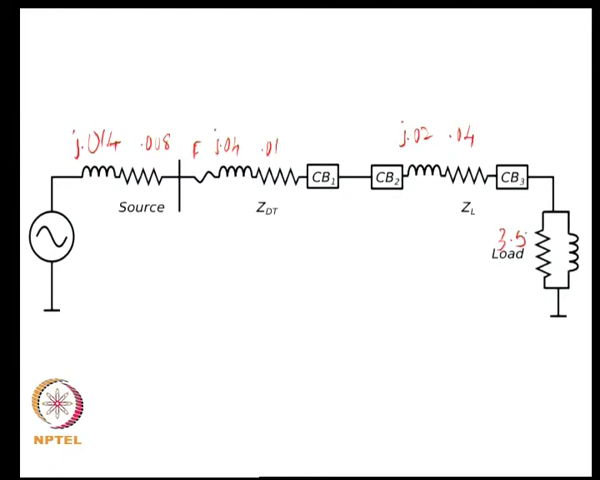 j.014 .008 F j.04 .01 j.02 .04
CB1 CB2 CB3
Source ZDT ZL
3.5
Load
NPTEL